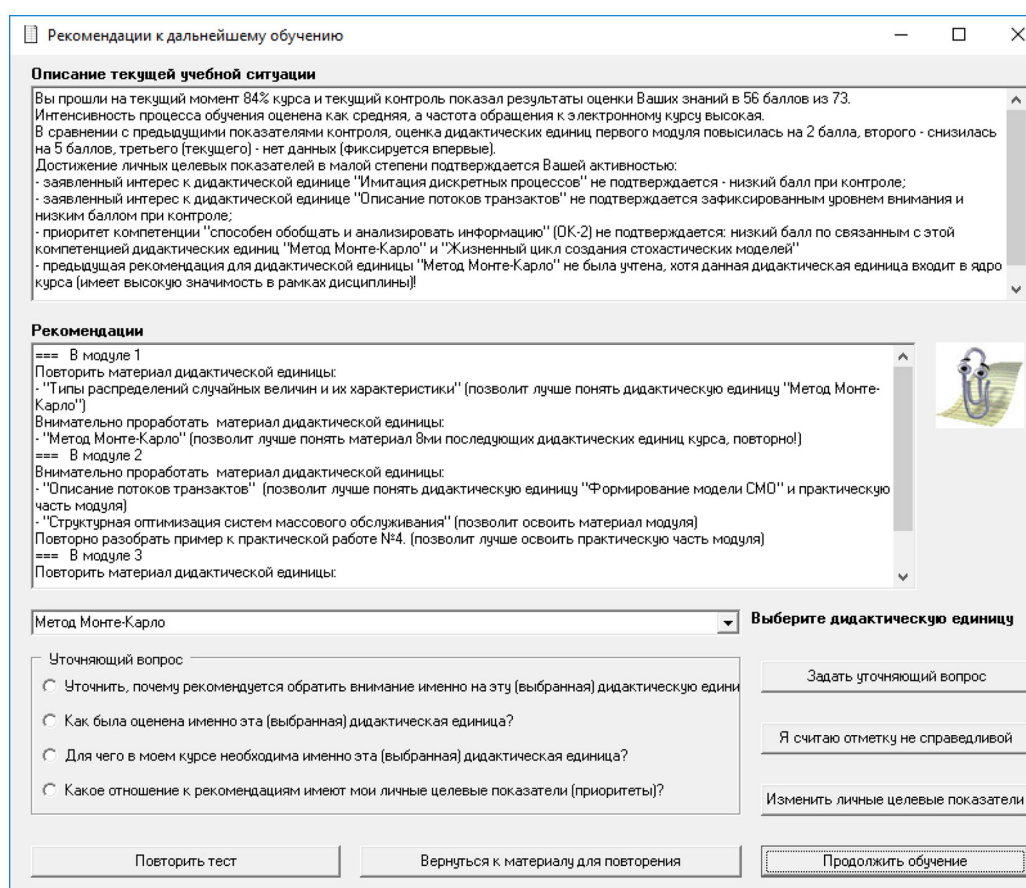 Рекомендации к дальнейшему обучению
Описание текущей учебной ситуации
Вы прошли на текущий момент 84% курса и текущий контроль показал результаты оценки Ваших знаний в 56 баллов из 73.
Интенсивность процесса обучения оценена как средняя, а частота обращения к электронному курсу высокая.
В сравнении с предыдущими показателями контроля, оценка дидактических единиц первого модуля повысилась на 2 балла, второго - снизилась
на 5 баллов, третьего (текущего) - нет данных (фиксируется впервые).
Достижение личных целевых показателей в малой степени подтверждается Вашей активностью:
- заявленный интерес к дидактической единице "Имитация дискретных процессов" не подтверждается - низкий балл при контроле;
- заявленный интерес к дидактической единице "Описание потоков транзактов" не подтверждается зафиксированным уровнем внимания и
низким баллом при контроле;
- приоритет компетенции "способен обобщать и анализировать информацию" (ОК-2) не подтверждается: низкий балл по связанным с этой
компетенцией дидактических единиц "Метод Монте-Карло" и "Жизненный цикл создания стохастических моделей"
- предыдущая рекомендация для дидактической единицы "Метод Монте-Карло" не была учтена, хотя данная дидактическая единица входит в ядро
курса (имеет высокую значимость в рамках дисциплины)!
Рекомендации
=== В модуле 1
Повторить материал дидактической единицы:
- "Типы распределений случайных величин и их характеристики" (позволит лучше понять дидактическую единицу "Метод Монте-
Карло")
Внимательно проработать материал дидактической единицы:
- "Метод Монте-Карло" (позволит лучше понять материал 8ми последующих дидактических единиц курса, повторно!)
=== В модуле 2
Внимательно проработать материал дидактической единицы:
- "Описание потоков транзактов" (позволит лучше понять дидактическую единицу "Формирование модели СМО" и практическую
часть модуля)
- "Структурная оптимизация систем массового обслуживания" (позволит освоить материал модуля)
Повторно разобрать пример к практической работе №4. (позволит лучше освоить практическую часть модуля)
=== В модуле 3
Повторить материал дидактической единицы:
Метод Монте-Карло
Выберите дидактическую единицу
Уточняющий вопрос
Уточнить, почему рекомендуется обратить внимание именно на эту (выбранную) дидактическую едини
Как была оценена именно эта (выбранная) дидактическая единица?
Для чего в моем курсе необходима именно эта (выбранная) дидактическая единица?
Какое отношение к рекомендациям имеют мои личные целевые показатели (приоритеты)?
Задать уточняющий вопрос
Я считаю отметку не справедливой
Изменить личные целевые показатели
Повторить тест
Вернуться к материалу для повторения
Продолжить обучение